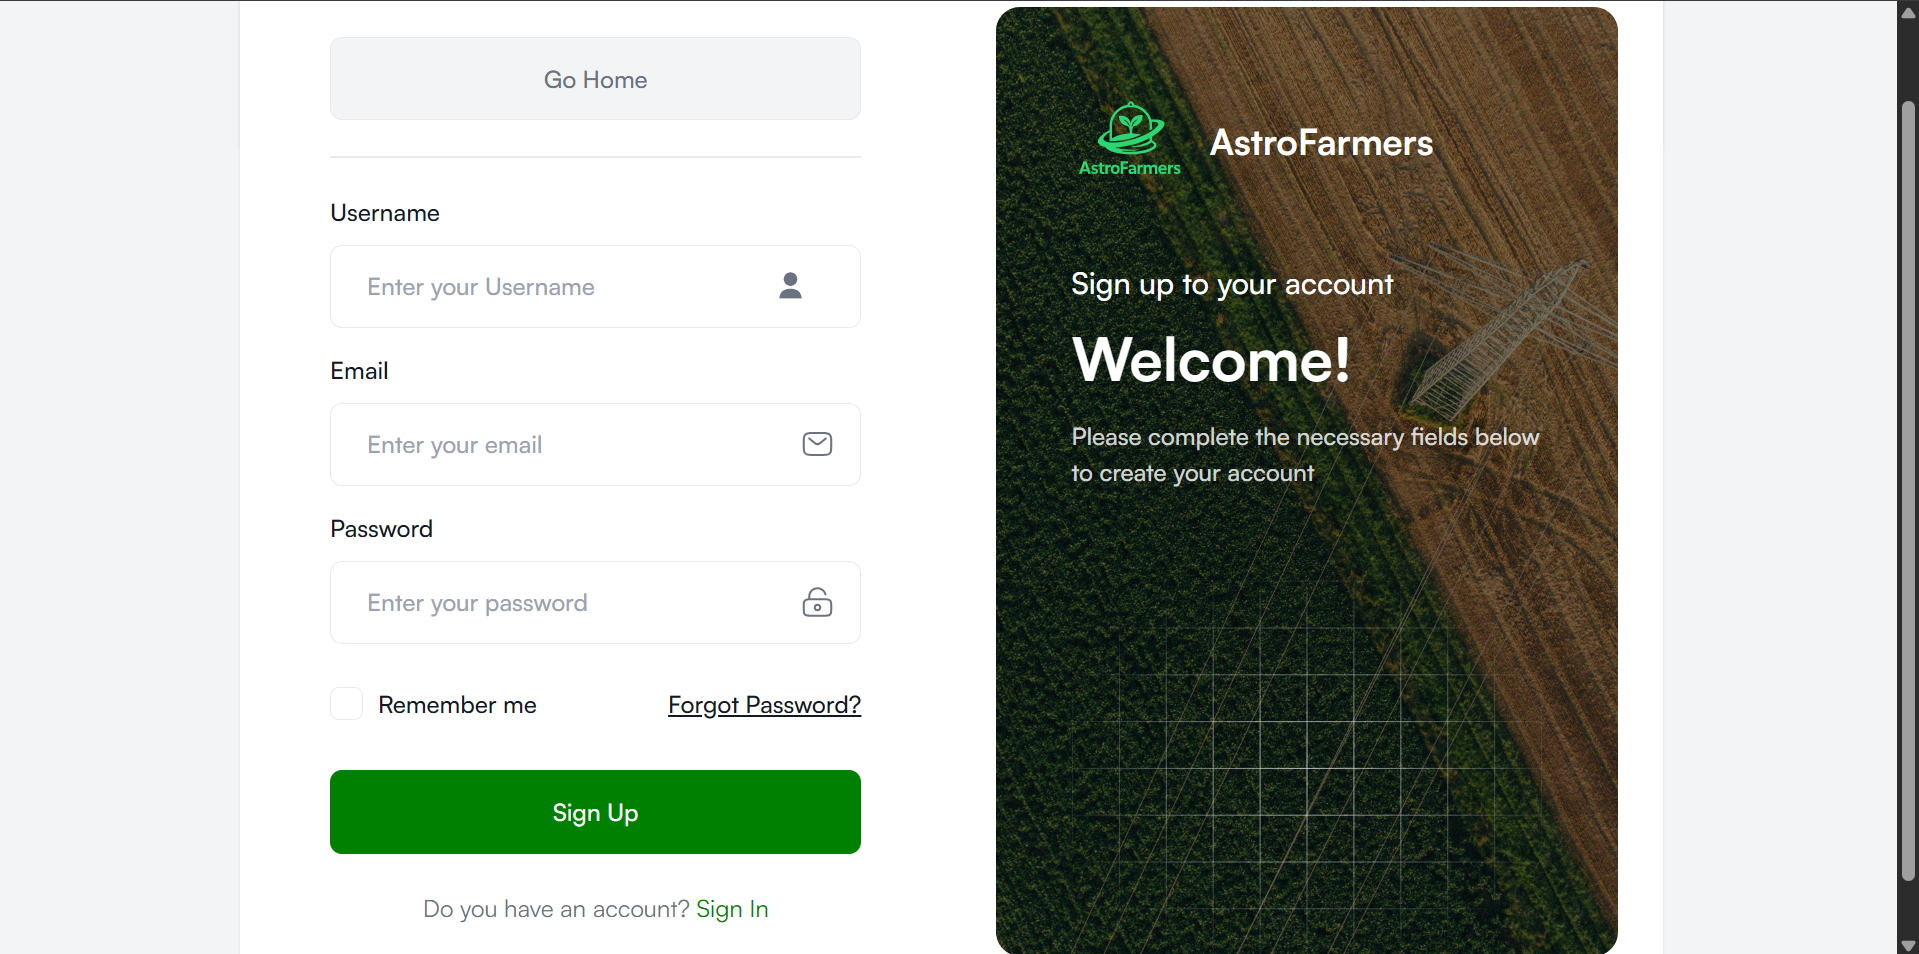 Go Home
Username
Enter your Username
Email
Enter your email
Password
Enter your password
Remember me
Forgot Password?
Sign Up
Do you have an account? Sign In
AstroFarmers
AstroFarmers
Sign up to your account
Welcome!
Please complete the necessary fields below
to create your account